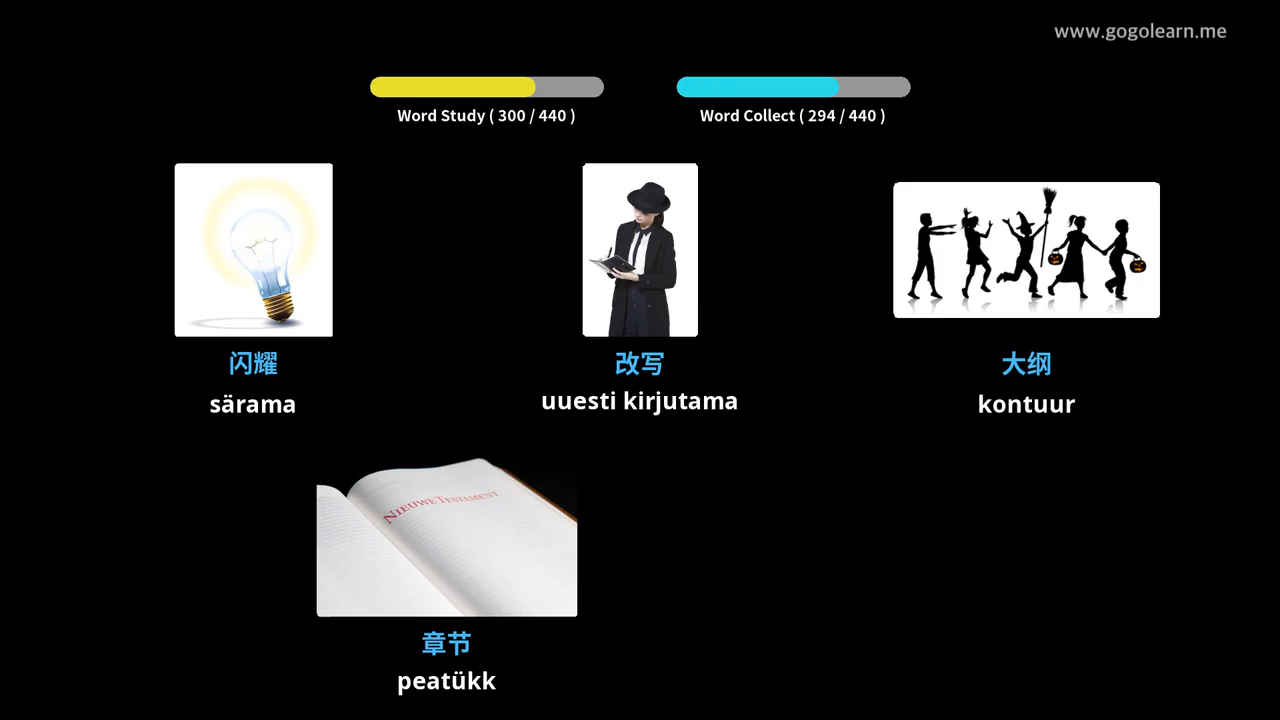 www.gogolearn.me
Word Study ( 300 / 440 )
Word Collect ( 294 / 440 )
闪耀
särama
改写
uuesti kirjutama
大纲
kontuur
NIEUWE TESTAMENT
章节
peatükk